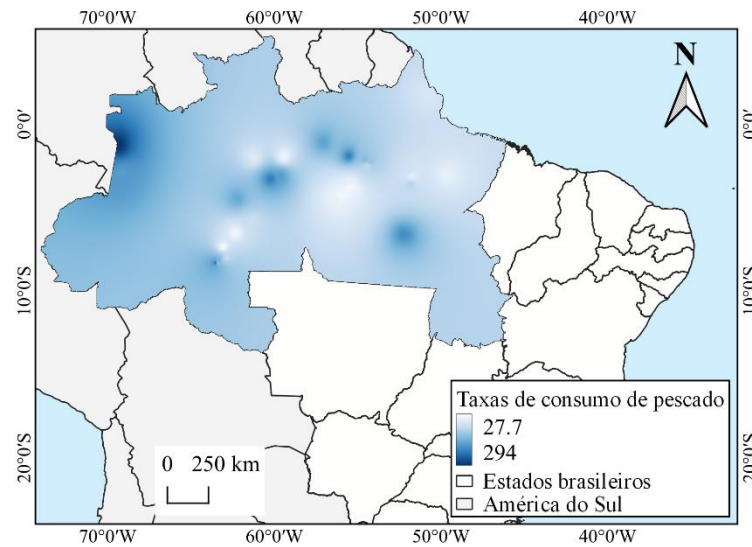 70°0'W 60°0'W 50°0'W 40°0'W
N
0°0' 0°0'
10°0'S 10°0'S
20°0'S 20°0'S
Taxas de consumo de pescado
27.7
294
Estados brasileiros
América do Sul
0 250 km
70°0'W 60°0'W 50°0'W 40°0'W